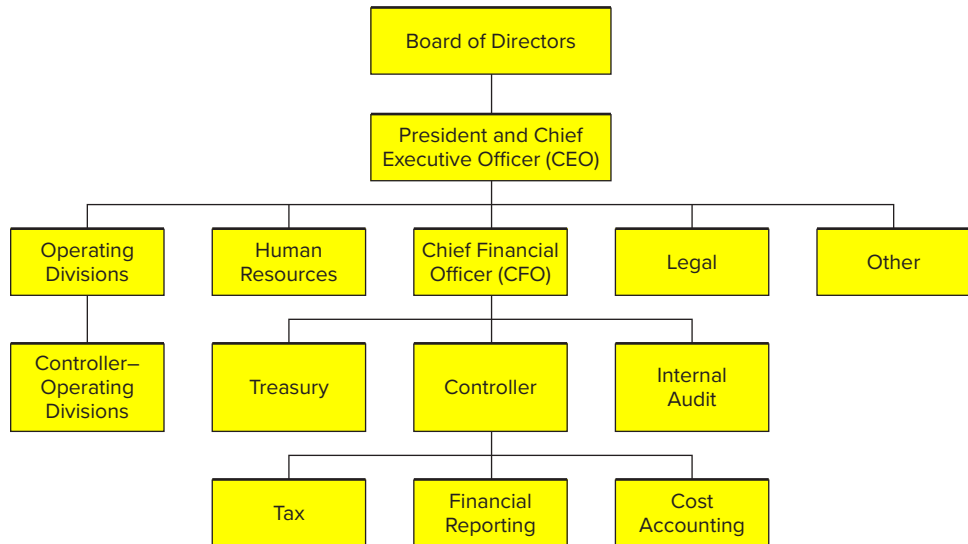 Board of Directors
President and Chief
Executive Officer (CEO)
Operating
Divisions
Human
Resources
Chief Financial
Officer (CFO)
Legal
Other
Controller–
Operating
Divisions
Treasury
Controller
Internal
Audit
Tax
Financial
Reporting
Cost
Accounting